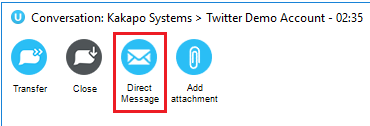 U Conversation: Kakapo Systems > Twitter Demo Account - 02:35
Transfer Close Direct Add
Message attachment